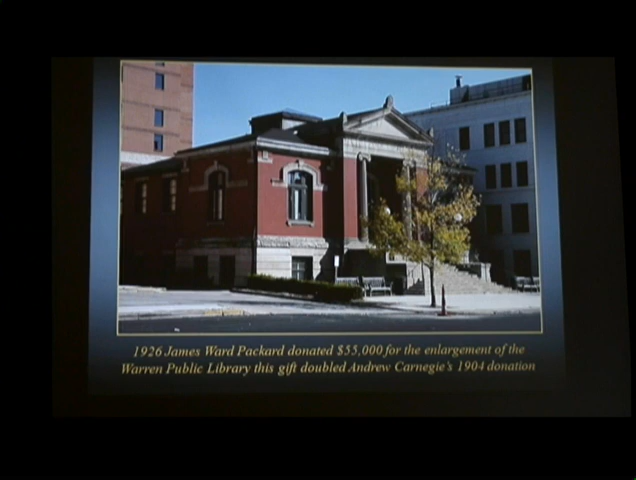 1926 James Ward Packard donated $55,000 for the enlargement of the
Warren Public Library this gift doubled Andrew Carnegie's 1904 donation